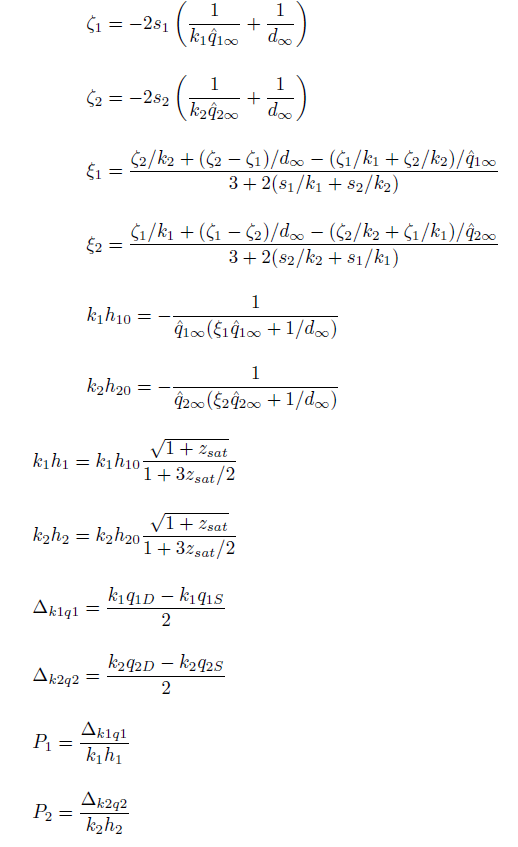 ζ₁ = −2s₁ ( 1/(k₁q̂₁∞) + 1/d∞ )
ζ₂ = −2s₂ ( 1/(k₂q̂₂∞) + 1/d∞ )
ξ₁ = (ζ₂/k₂ + (ζ₂ − ζ₁)/d∞ − (ζ₁/k₁ + ζ₂/k₂)/q̂₁∞) / (3 + 2(s₁/k₁ + s₂/k₂))
ξ₂ = (ζ₁/k₁ + (ζ₁ − ζ₂)/d∞ − (ζ₂/k₂ + ζ₁/k₁)/q̂₂∞) / (3 + 2(s₂/k₂ + s₁/k₁))
k₁h₁₀ = − 1 / (q̂₁∞(ξ₁q̂₁∞ + 1/d∞))
k₂h₂₀ = − 1 / (q̂₂∞(ξ₂q̂₂∞ + 1/d∞))
k₁h₁ = k₁h₁₀ √(1 + z_sat) / (1 + 3z_sat/2)
k₂h₂ = k₂h₂₀ √(1 + z_sat) / (1 + 3z_sat/2)
Δ_k1q1 = (k₁q₁D − k₁q₁S) / 2
Δ_k2q2 = (k₂q₂D − k₂q₂S) / 2
P₁ = Δ_k1q1 / (k₁h₁)
P₂ = Δ_k2q2 / (k₂h₂)